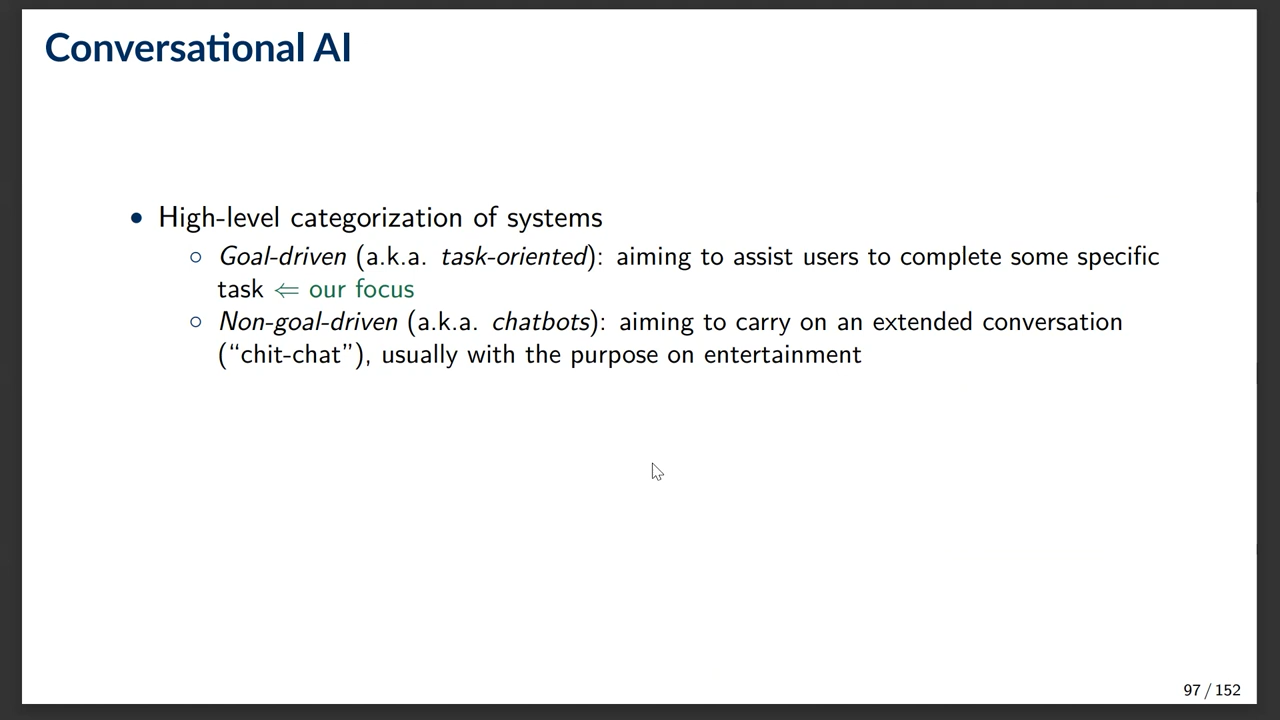 Conversational AI
• High-level categorization of systems
○ Goal-driven (a.k.a. task-oriented): aiming to assist users to complete some specific
task ⇐ our focus
○ Non-goal-driven (a.k.a. chatbots): aiming to carry on an extended conversation
(“chit-chat”), usually with the purpose on entertainment
97 / 152